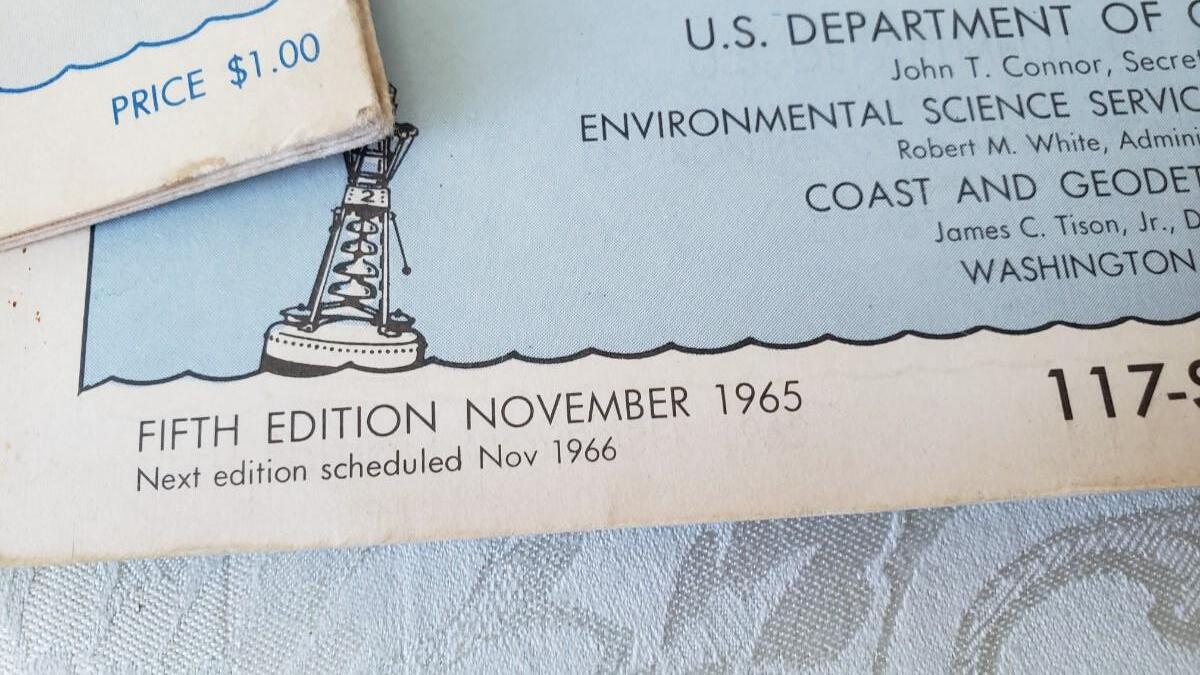 PRICE $1.00
U.S. DEPARTMENT OF
John T. Connor,
ENVIRONMENTAL SCIENCE
Robert M. White,
COAST AND
James C. Tison, Jr.,
WASHINGTON
2
FIFTH EDITION NOVEMBER 1965
Next edition scheduled Nov 1966
117-